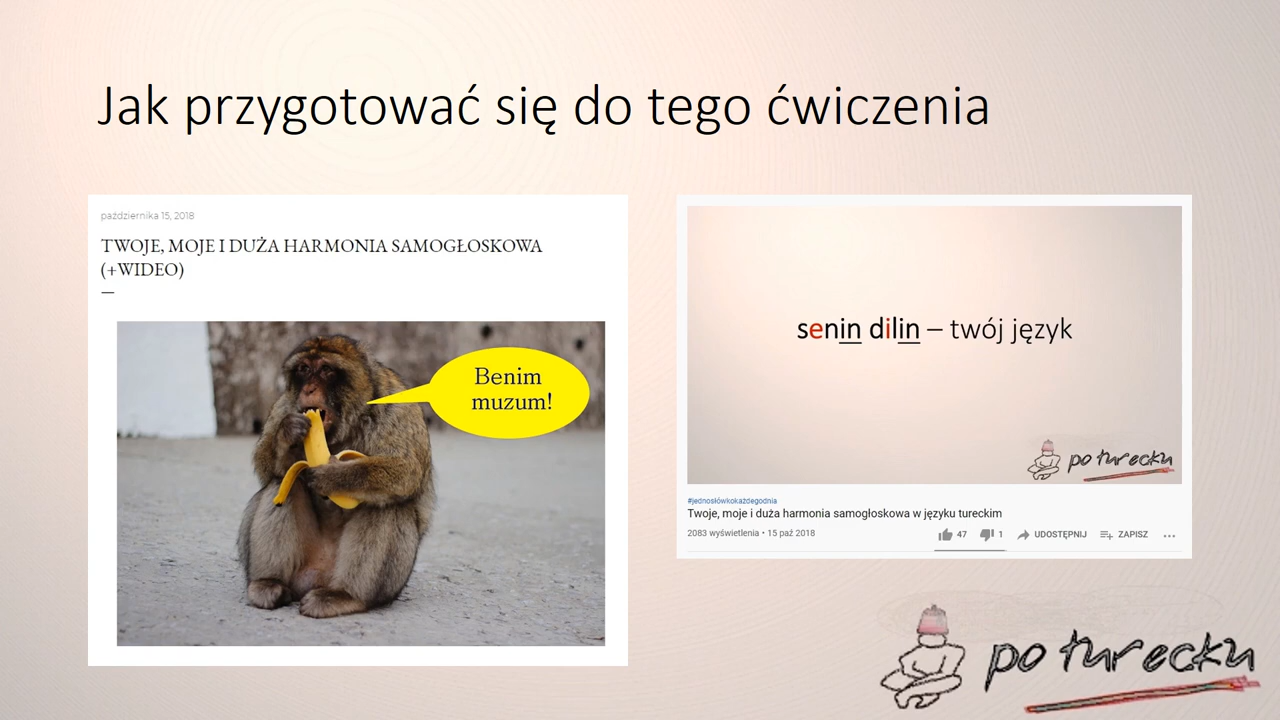 Jak przygotować się do tego ćwiczenia
października 15, 2018
TWOJE, MOJE I DUŻA HARMONIA SAMOGŁOSKOWA
(+WIDEO)
—
Benim
muzum!
senin dilin – twój język
po turecku
#jednosłówkokażdegodnia
Twoje, moje i duża harmonia samogłoskowa w języku tureckim
2083 wyświetlenia • 15 paź 2018 47 1 UDOSTĘPNIJ ZAPISZ ...
po turecku